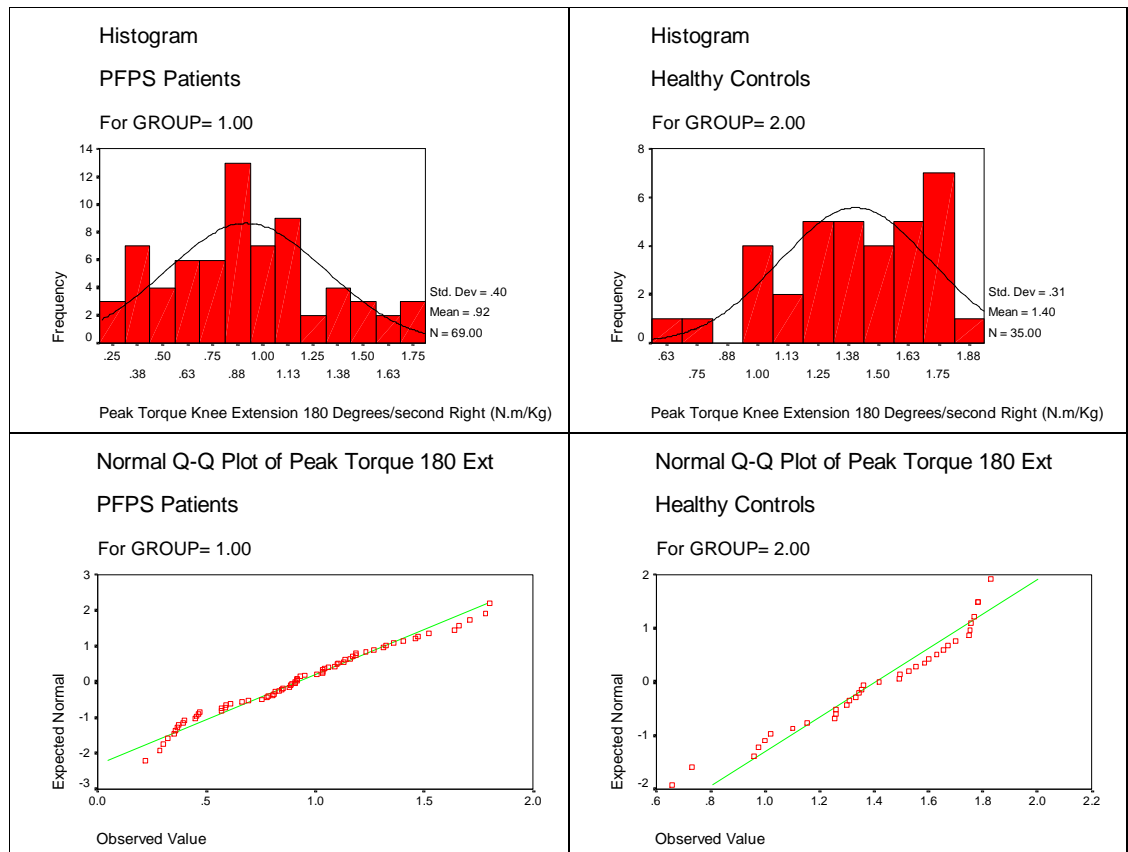 Histogram
PFPS Patients
For GROUP= 1.00
14
12
10
8
6
4
2
0
Frequency
Std. Dev = .40
Mean = .92
N = 69.00
.25 .50 .75 1.00 1.25 1.50 1.75
.38 .63 .88 1.13 1.38 1.63
Peak Torque Knee Extension 180 Degrees/second Right (N.m/Kg)
Histogram
Healthy Controls
For GROUP= 2.00
8
6
4
2
0
Frequency
Std. Dev = .31
Mean = 1.40
N = 35.00
.63 .88 1.13 1.38 1.63 1.88
.75 1.00 1.25 1.50 1.75
Peak Torque Knee Extension 180 Degrees/second Right (N.m/Kg)
Normal Q-Q Plot of Peak Torque 180 Ext
PFPS Patients
For GROUP= 1.00
3
2
1
0
-1
-2
-3
Expected Normal
0.0 .5 1.0 1.5 2.0
Observed Value
Normal Q-Q Plot of Peak Torque 180 Ext
Healthy Controls
For GROUP= 2.00
2
1
0
-1
-2
Expected Normal
.6 .8 1.0 1.2 1.4 1.6 1.8 2.0 2.2
Observed Value